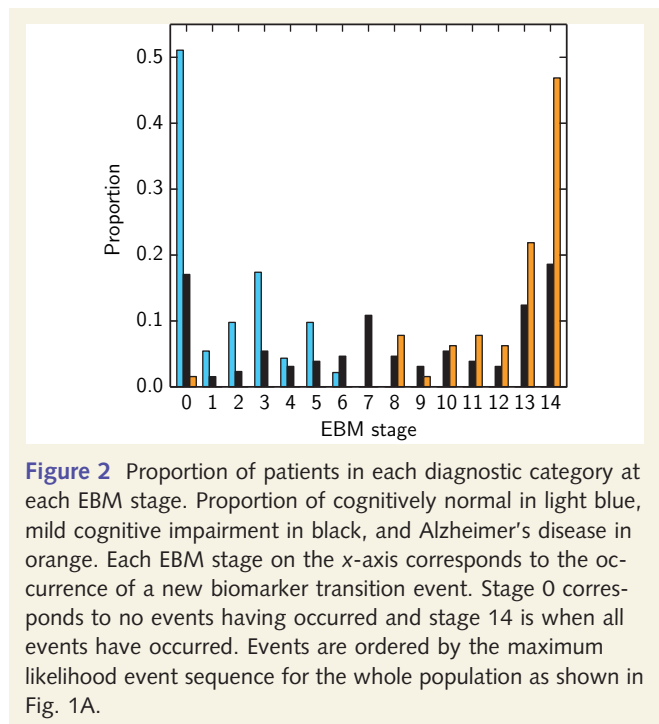 0.5
0.4
0.3
0.2
0.1
0.0
Proportion
0 1 2 3 4 5 6 7 8 9 10 11 12 13 14
EBM stage
Figure 2 Proportion of patients in each diagnostic category at
each EBM stage. Proportion of cognitively normal in light blue,
mild cognitive impairment in black, and Alzheimer's disease in
orange. Each EBM stage on the x-axis corresponds to the oc-
currence of a new biomarker transition event. Stage 0 corres-
ponds to no events having occurred and stage 14 is when all
events have occurred. Events are ordered by the maximum
likelihood event sequence for the whole population as shown in
Fig. 1A.